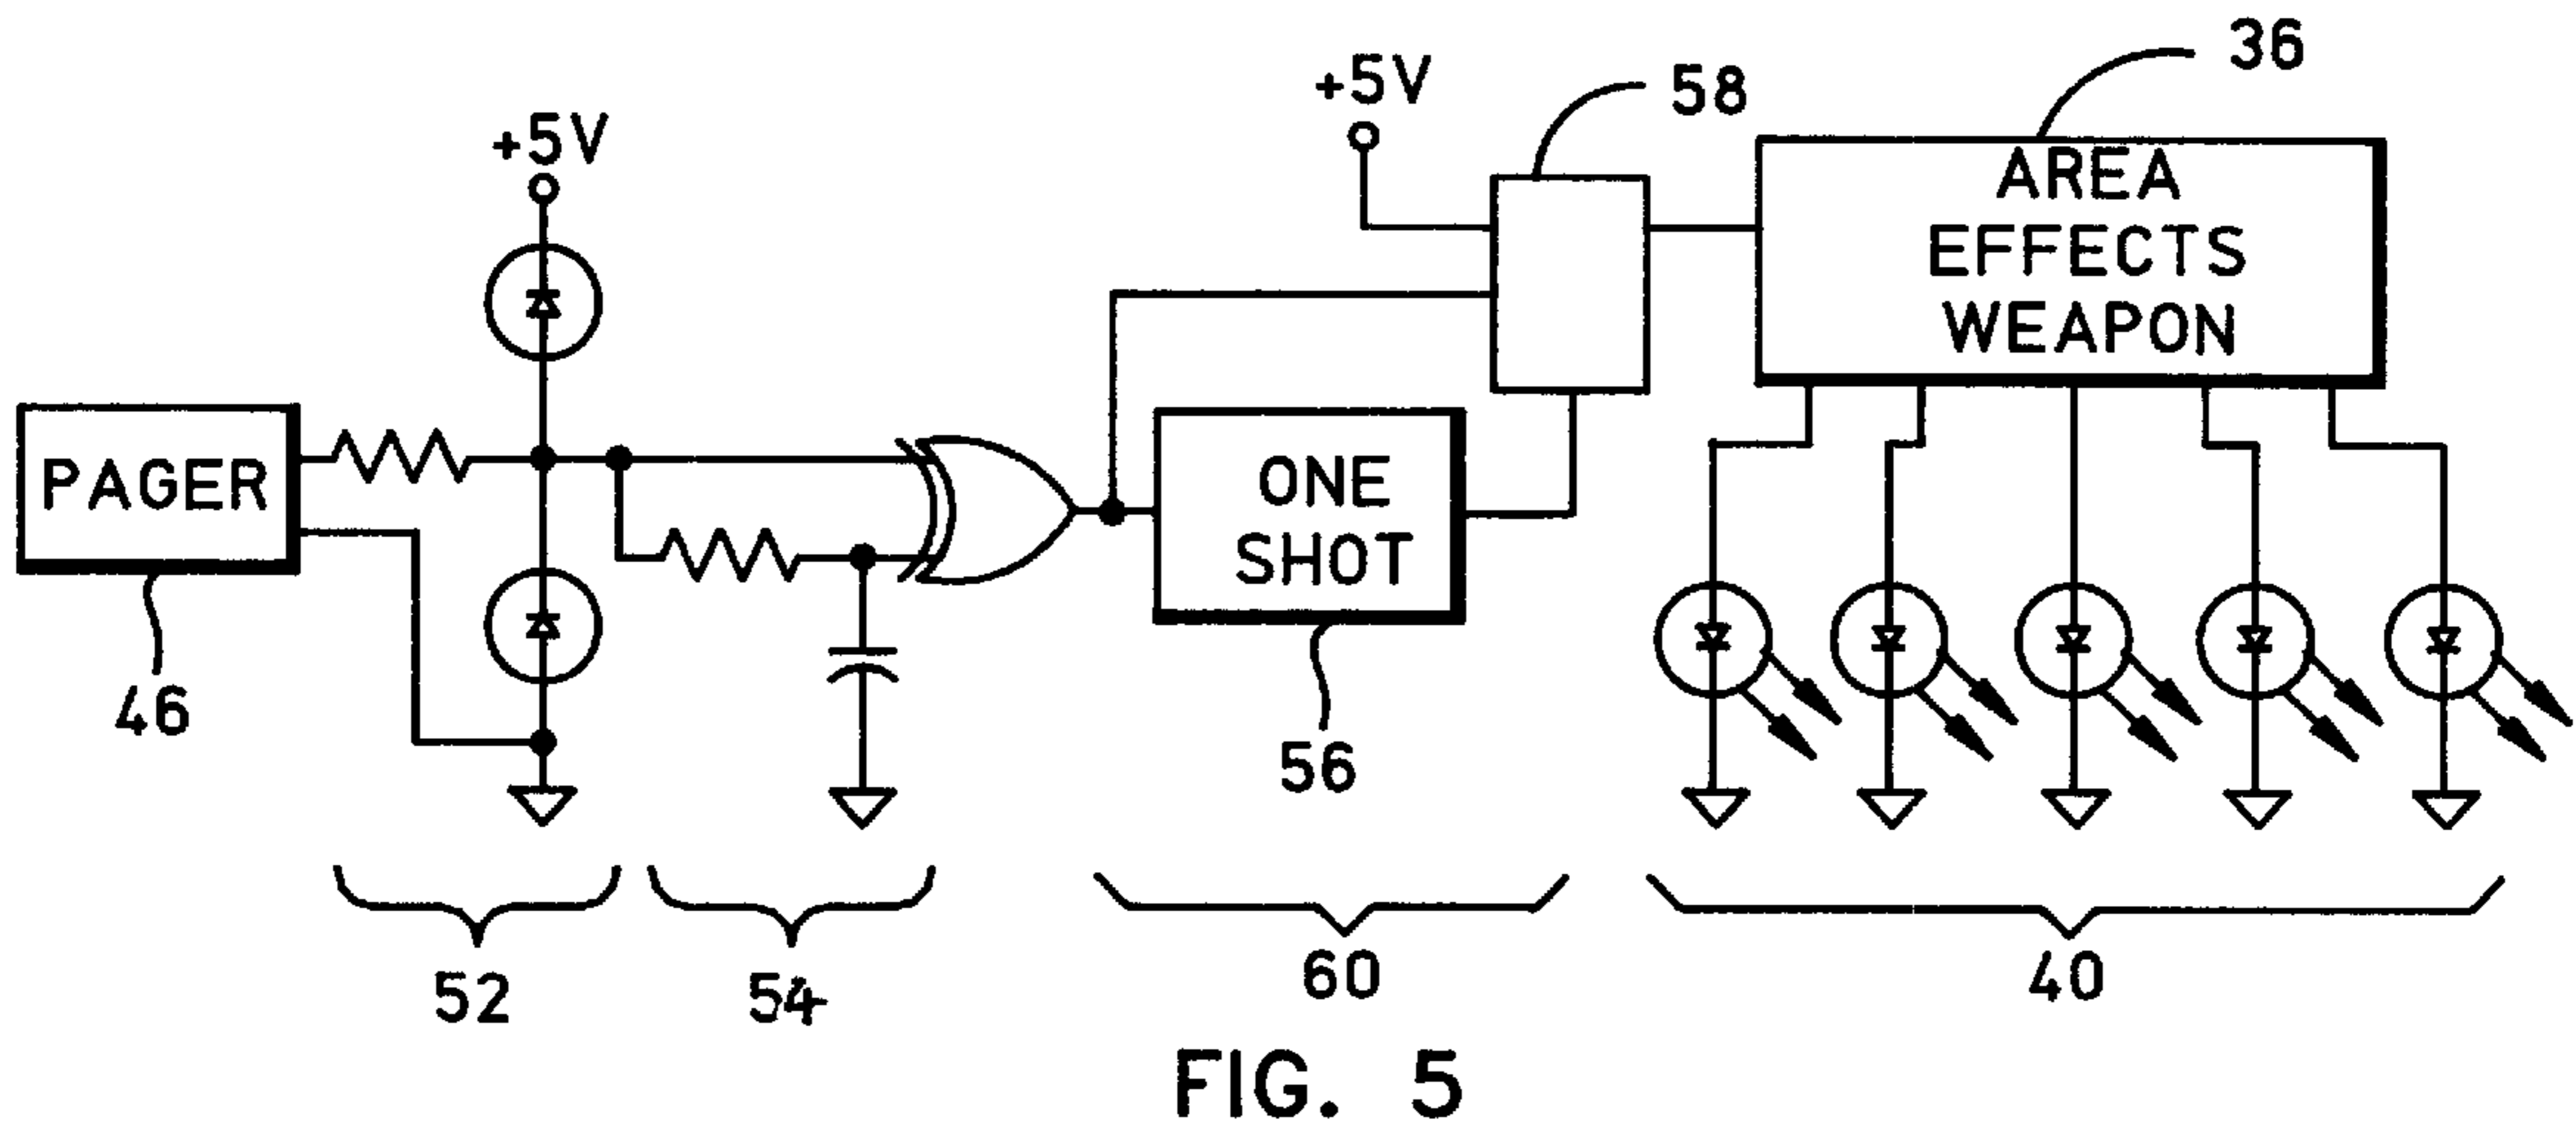 36
+5V
58
+5V
AREA
EFFECTS
WEAPON
PAGER
ONE
SHOT
46
56
52
54
60
40
FIG. 5